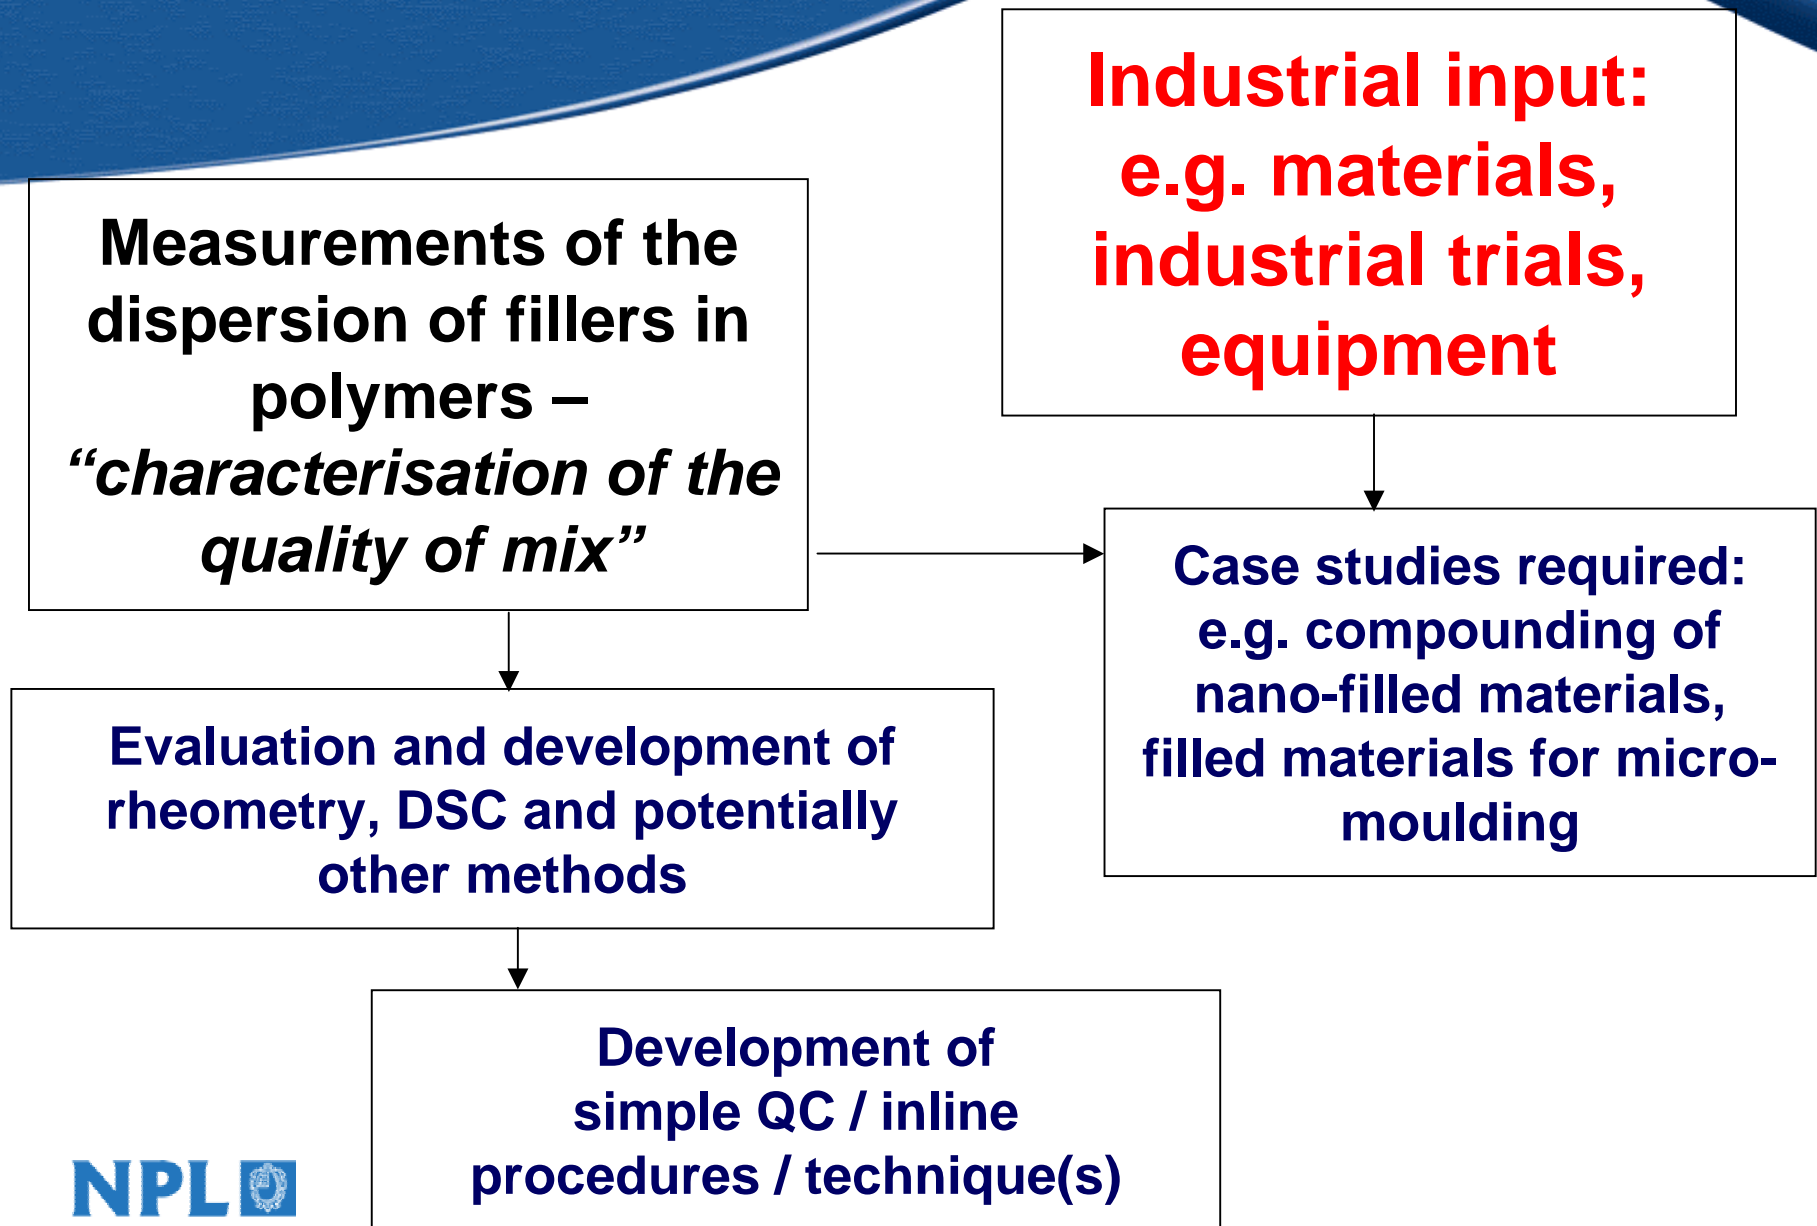 Industrial input:
e.g. materials,
industrial trials,
equipment
Measurements of the
dispersion of fillers in
polymers –
“characterisation of the
quality of mix”
Case studies required:
e.g. compounding of
nano-filled materials,
filled materials for micro-
moulding
Evaluation and development of
rheometry, DSC and potentially
other methods
Development of
simple QC / inline
procedures / technique(s)
NPL